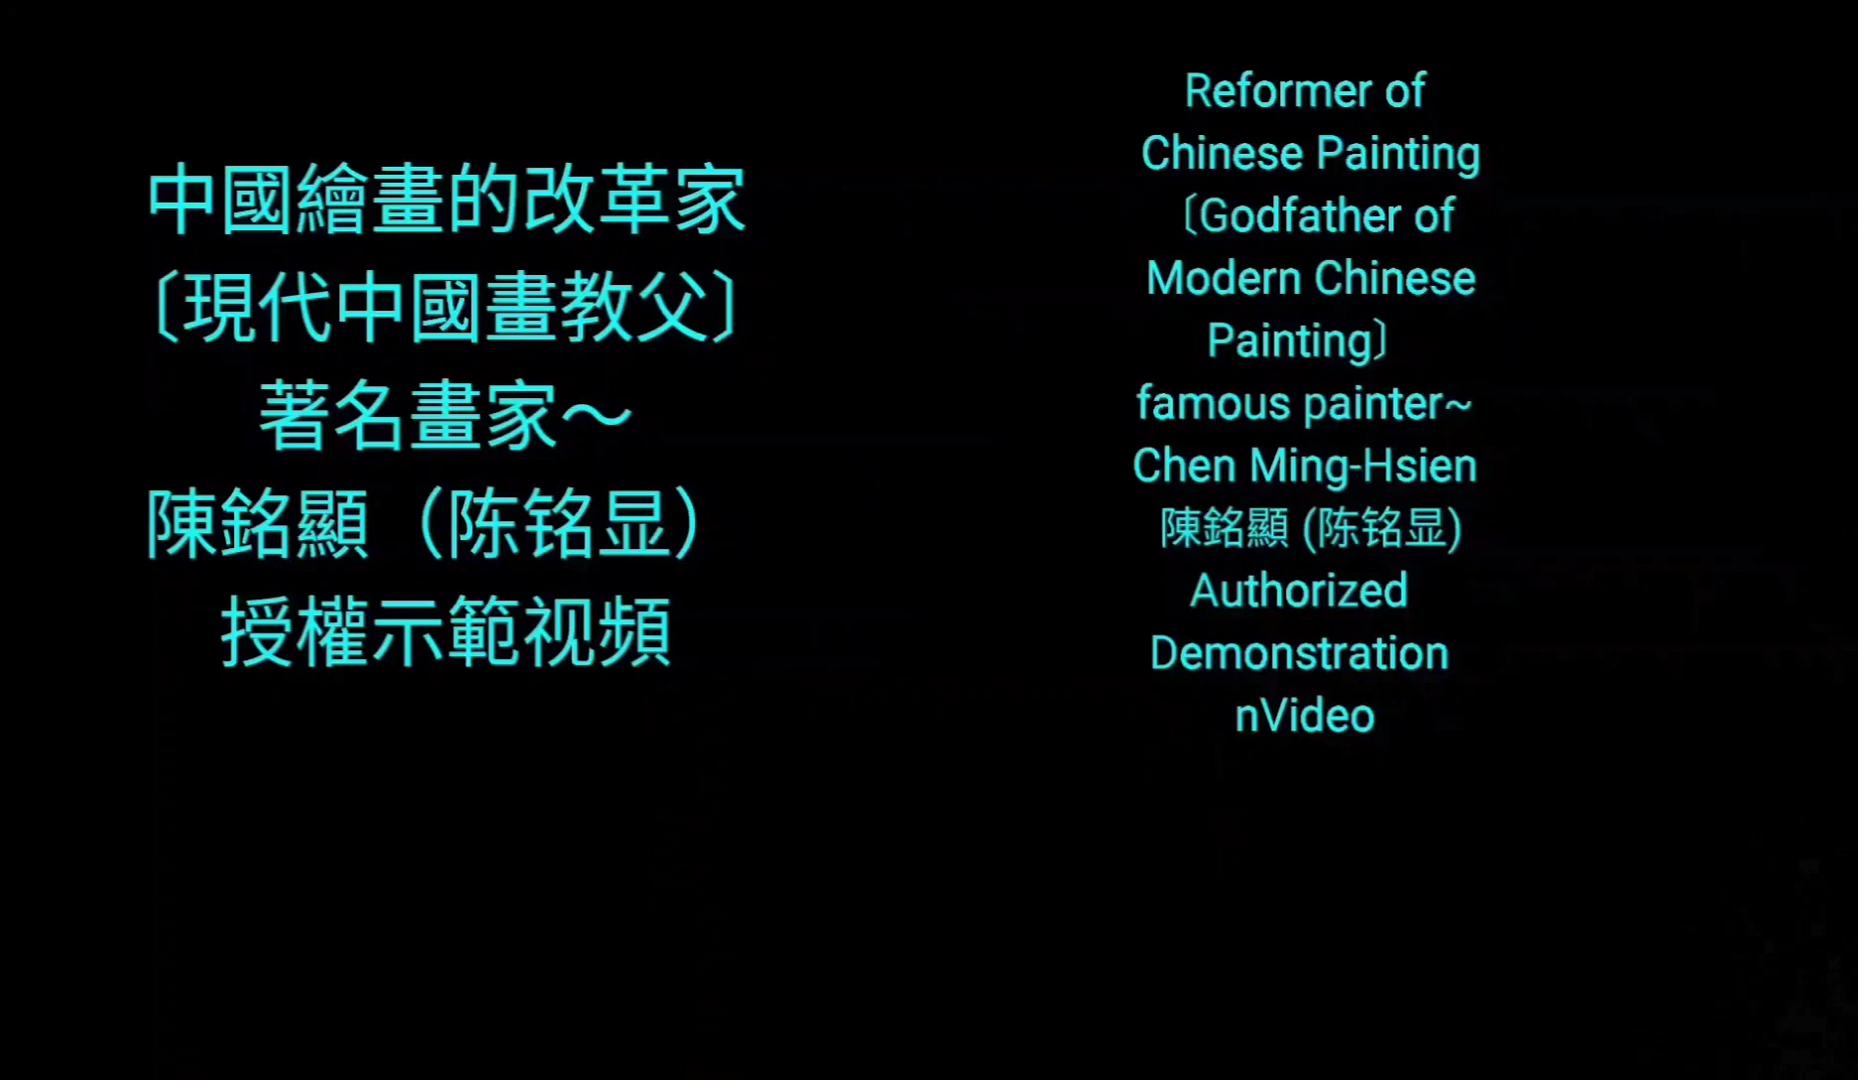 中國繪畫的改革家
〔現代中國畫教父〕
著名畫家～
陳銘顯（陈铭显）
授權示範视頻
Reformer of
Chinese Painting
〔Godfather of
Modern Chinese
Painting〕
famous painter~
Chen Ming-Hsien
陳銘顯 (陈铭显)
Authorized
Demonstration
nVideo